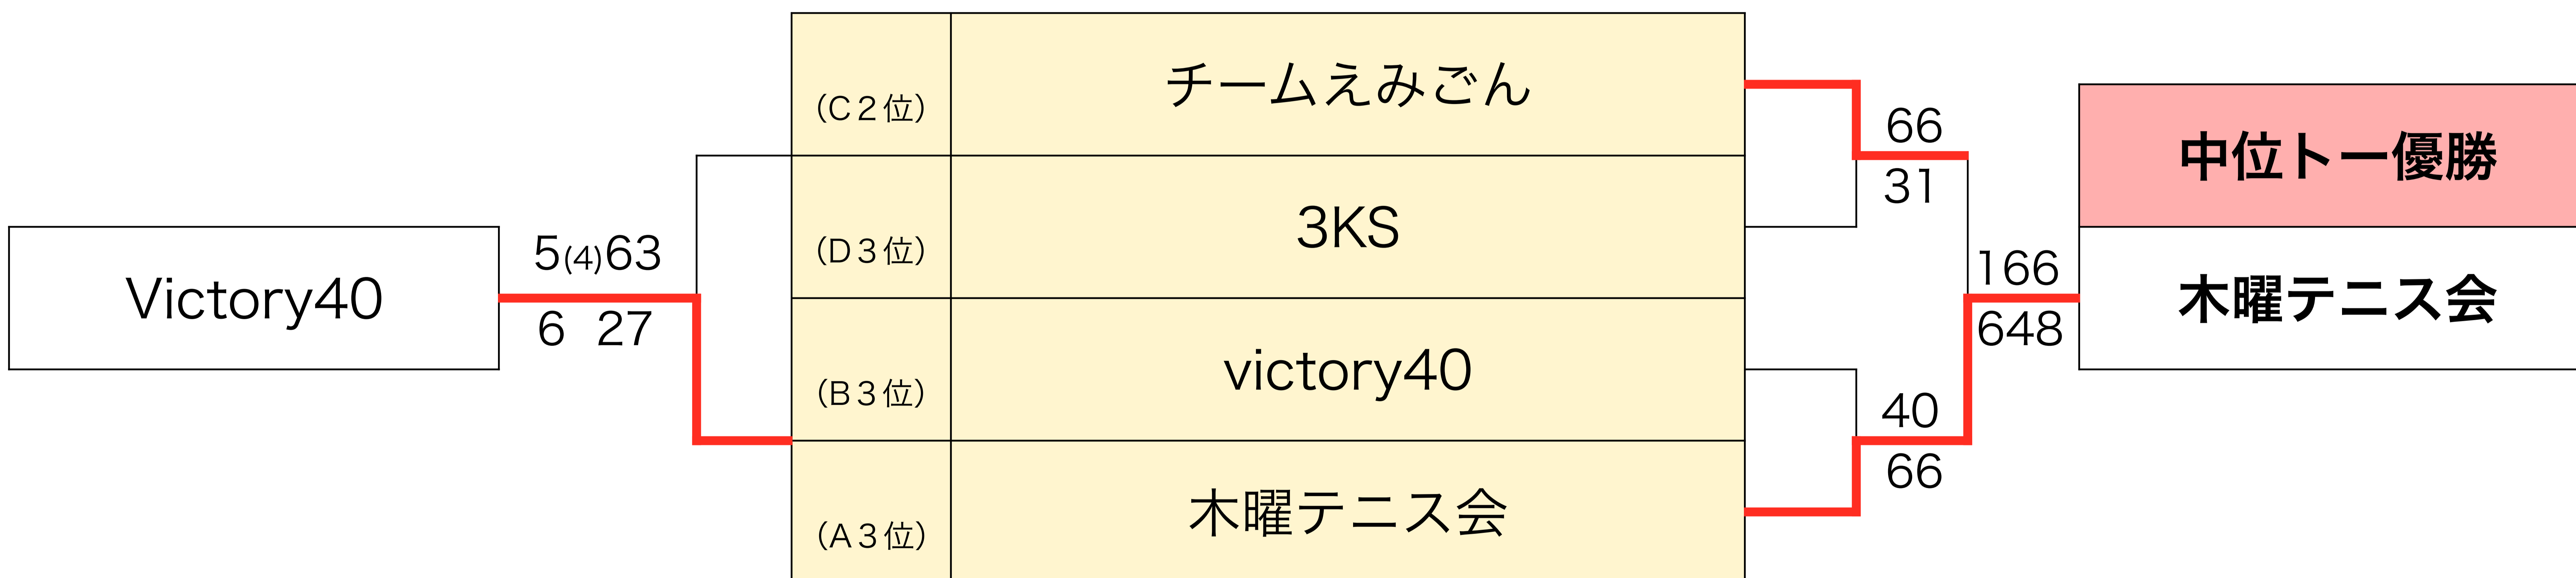 チームえみごん
(C2位)
66
31
中位トー優勝
3KS
(D3位)
5(4)63
6 27
Victory40
166
648
木曜テニス会
victory40
(B3位)
40
66
木曜テニス会
(A3位)